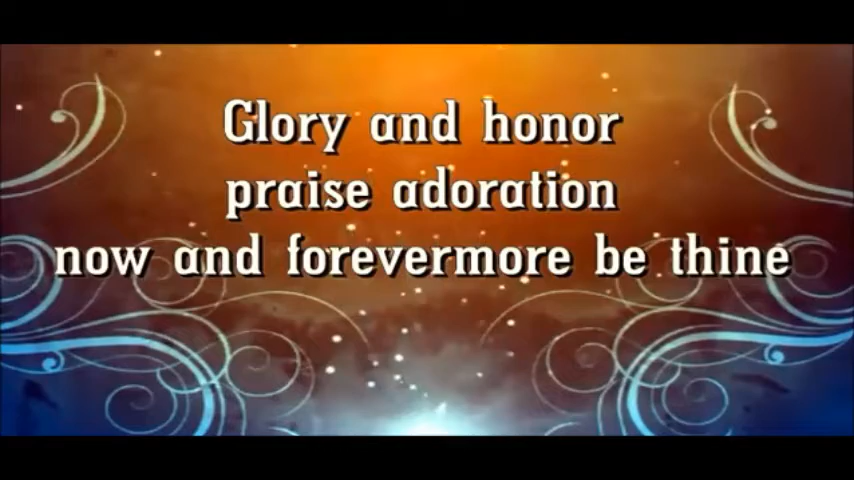 Glory and honor
praise adoration
now and forevermore be thine